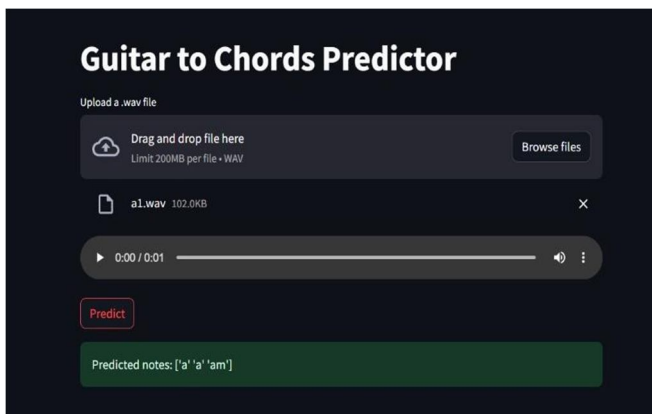 Guitar to Chords Predictor
Upload a .wav file
Drag and drop file here
Limit 200MB per file • WAV
Browse files
a1.wav 102.0KB
0:00 / 0:01
Predict
Predicted notes: ['a' 'a' 'am']